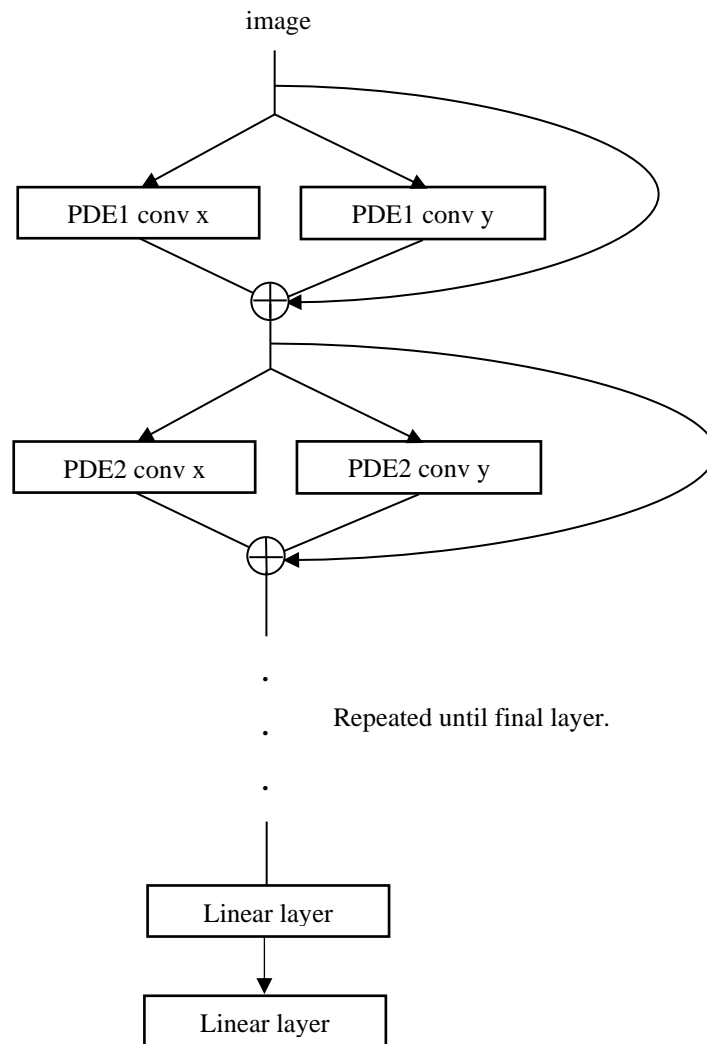 image
PDE1 conv x
PDE1 conv y
PDE2 conv x
PDE2 conv y
Repeated until final layer.
Linear layer
Linear layer